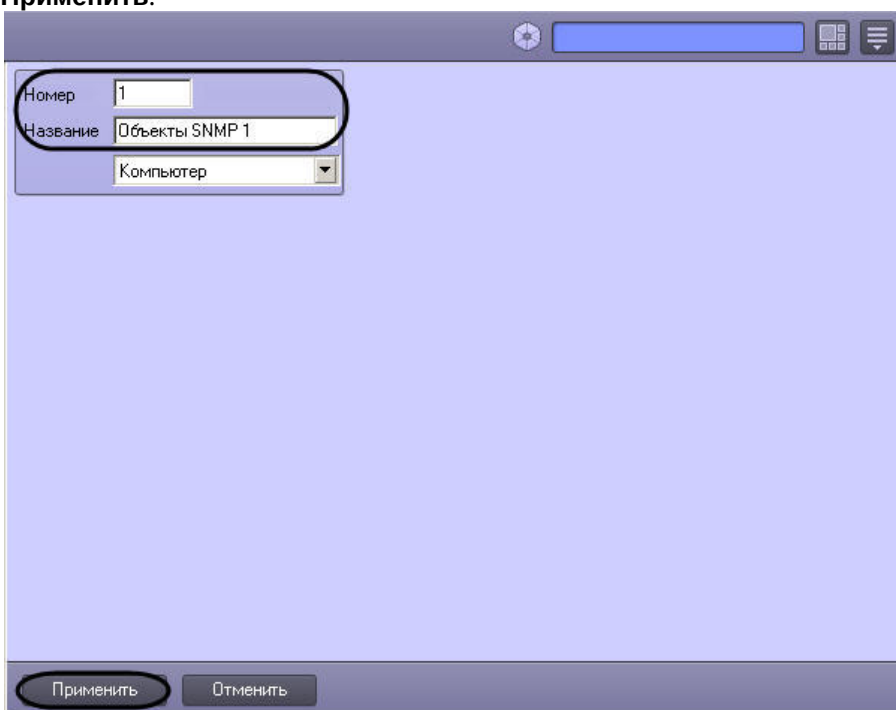 Применить.
Номер 1
Название Объекты SNMP 1
Компьютер
Применить Отменить